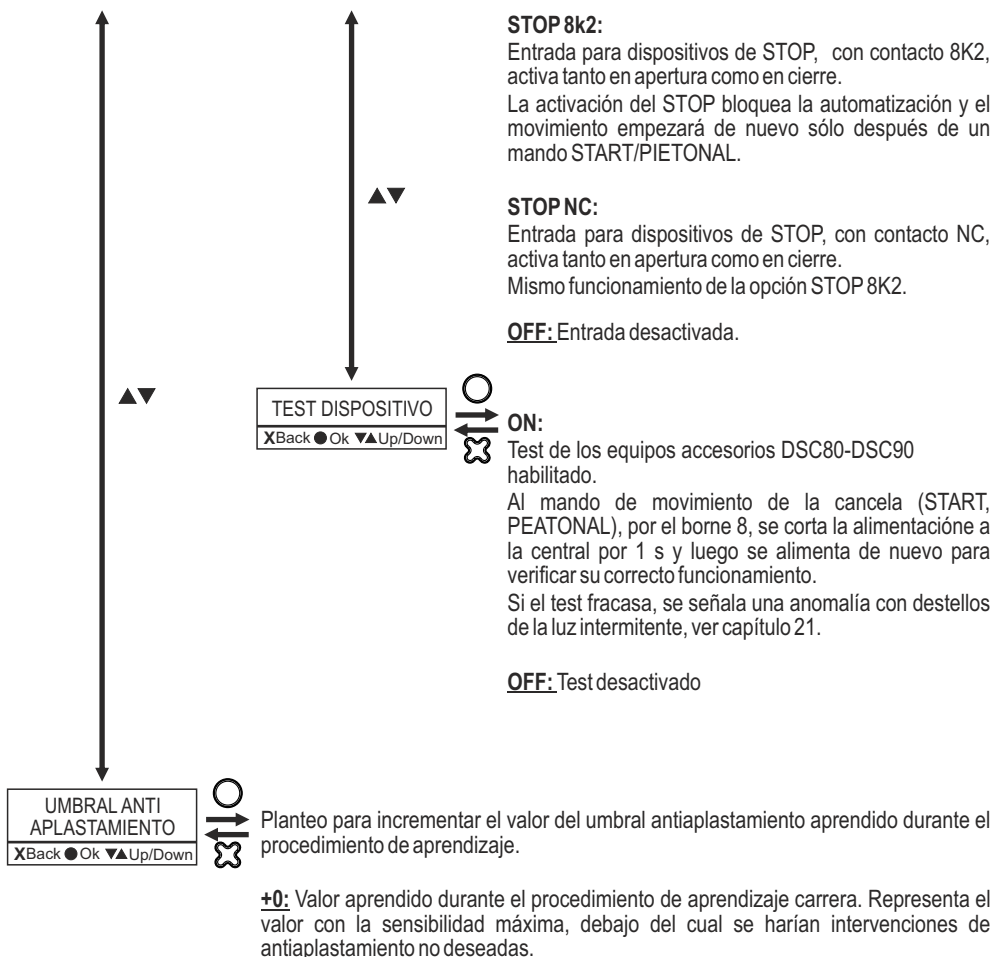 STOP 8k2:
Entrada para dispositivos de STOP, con contacto 8K2,
activa tanto en apertura como en cierre.
La activación del STOP bloquea la automatización y el
movimiento empezará de nuevo sólo después de un
mando START/PIETONAL.
▲▼
STOP NC:
Entrada para dispositivos de STOP, con contacto NC,
activa tanto en apertura como en cierre.
Mismo funcionamiento de la opción STOP 8K2.
OFF: Entrada desactivada.
▲▼
TEST DISPOSITIVO
XBack ●Ok ▼▲Up/Down
ON:
Test de los equipos accesorios DSC80-DSC90
habilitado.
Al mando de movimiento de la cancela (START,
PEATONAL), por el borne 8, se corta la alimentacióne a
la central por 1 s y luego se alimenta de nuevo para
verificar su correcto funcionamiento.
Si el test fracasa, se señala una anomalía con destellos
de la luz intermitente, ver capítulo 21.
OFF: Test desactivado
UMBRAL ANTI
APLASTAMIENTO
XBack ●Ok ▼▲Up/Down
Planteo para incrementar el valor del umbral antiaplastamiento aprendido durante el
procedimiento de aprendizaje.
+0: Valor aprendido durante el procedimiento de aprendizaje carrera. Representa el
valor con la sensibilidad máxima, debajo del cual se harían intervenciones de
antiaplastamiento no deseadas.